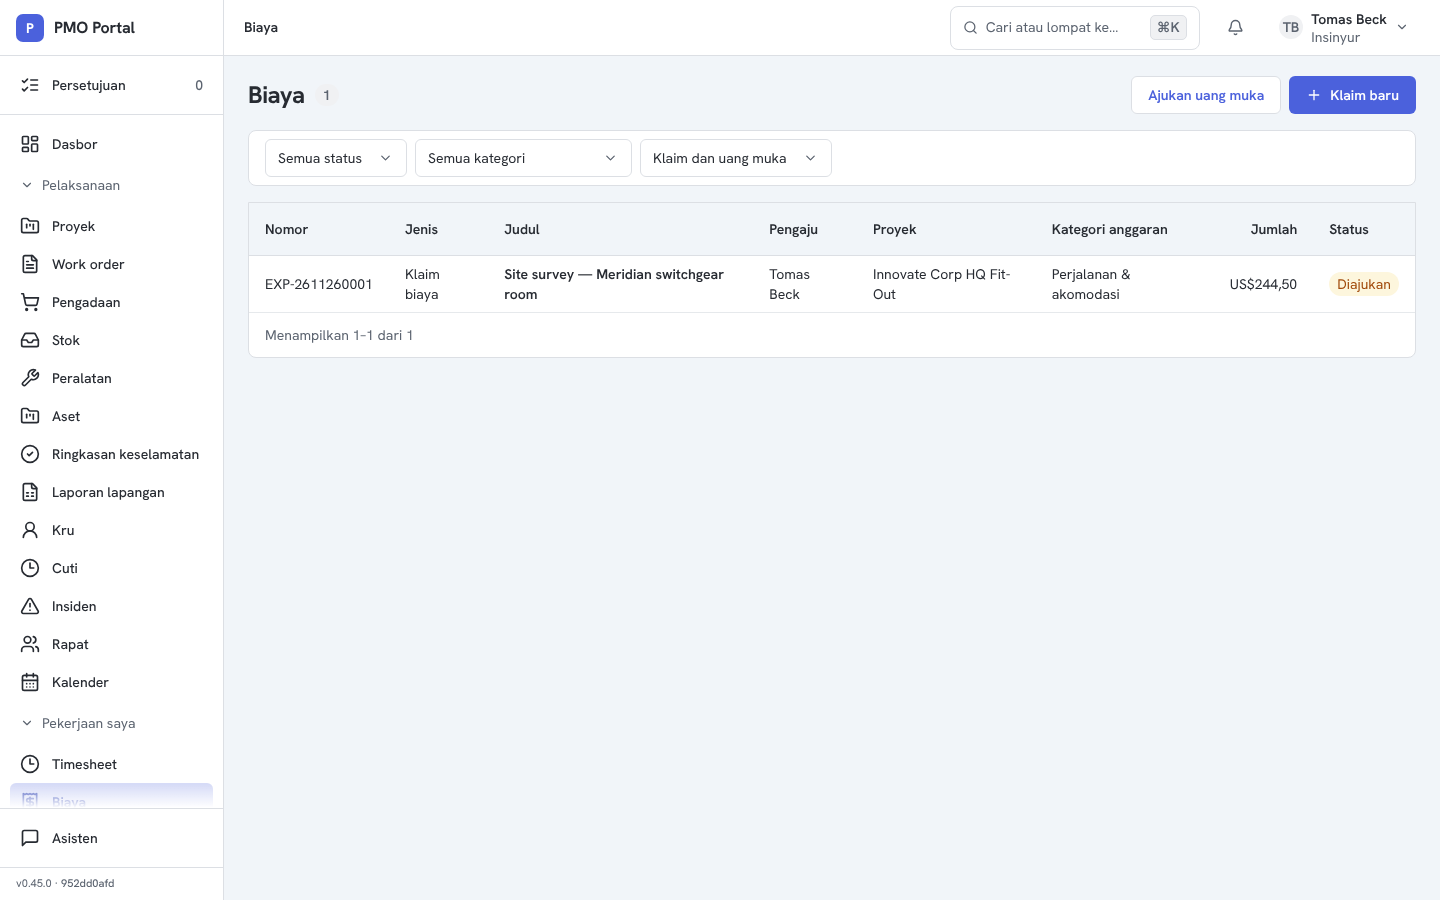 P PMO Portal
Biaya
Cari atau lompat ke...
⌘K
TB
Tomas Beck
Insinyur
Persetujuan 0
Dasbor
Pelaksanaan
Proyek
Work order
Pengadaan
Stok
Peralatan
Aset
Ringkasan keselamatan
Laporan lapangan
Kru
Cuti
Insiden
Rapat
Kalender
Pekerjaan saya
Timesheet
Biaya
Asisten
v0.45.0 · 952dd0afd
Biaya 1
Ajukan uang muka
Klaim baru
Semua status
Semua kategori
Klaim dan uang muka
Nomor Jenis Judul Pengaju Proyek Kategori anggaran Jumlah Status
EXP-2611260001
Klaim
biaya
Site survey — Meridian switchgear
room
Tomas
Beck
Innovate Corp HQ Fit-
Out
Perjalanan &
akomodasi
US$244,50
Diajukan
Menampilkan 1–1 dari 1